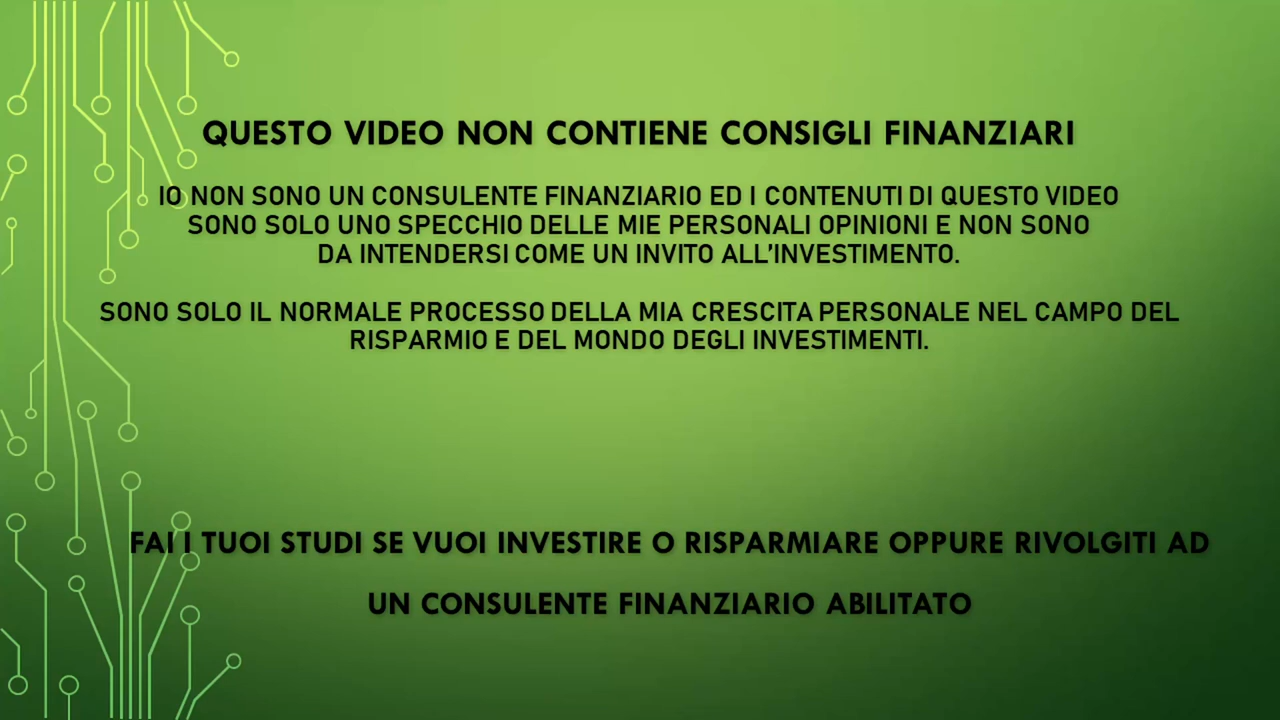 QUESTO VIDEO NON CONTIENE CONSIGLI FINANZIARI
IO NON SONO UN CONSULENTE FINANZIARIO ED I CONTENUTI DI QUESTO VIDEO
SONO SOLO UNO SPECCHIO DELLE MIE PERSONALI OPINIONI E NON SONO
DA INTENDERSI COME UN INVITO ALL'INVESTIMENTO.
SONO SOLO IL NORMALE PROCESSO DELLA MIA CRESCITA PERSONALE NEL CAMPO DEL
RISPARMIO E DEL MONDO DEGLI INVESTIMENTI.
FAI I TUOI STUDI SE VUOI INVESTIRE O RISPARMIARE OPPURE RIVOLGITI AD
UN CONSULENTE FINANZIARIO ABILITATO